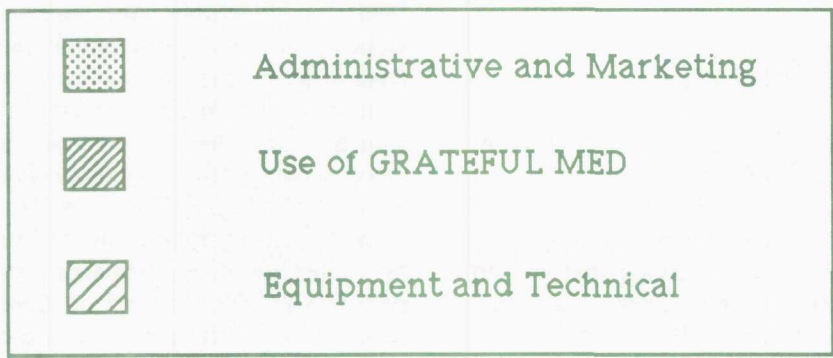 Administrative and Marketing
Use of GRATEFUL MED
Equipment and Technical